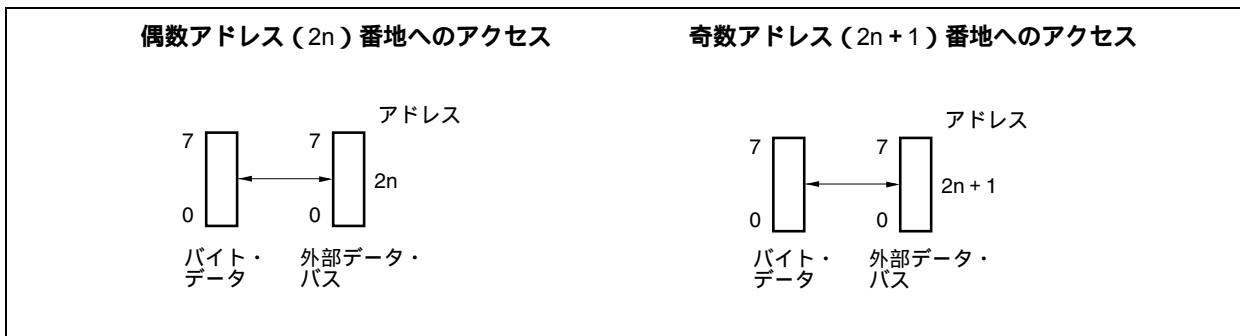 偶数アドレス（2n）番地へのアクセス
アドレス
7
7
2n
0
0
バイト・
データ
外部データ・
バス
奇数アドレス（2n＋1）番地へのアクセス
アドレス
7
7
2n + 1
0
0
バイト・
データ
外部データ・
バス